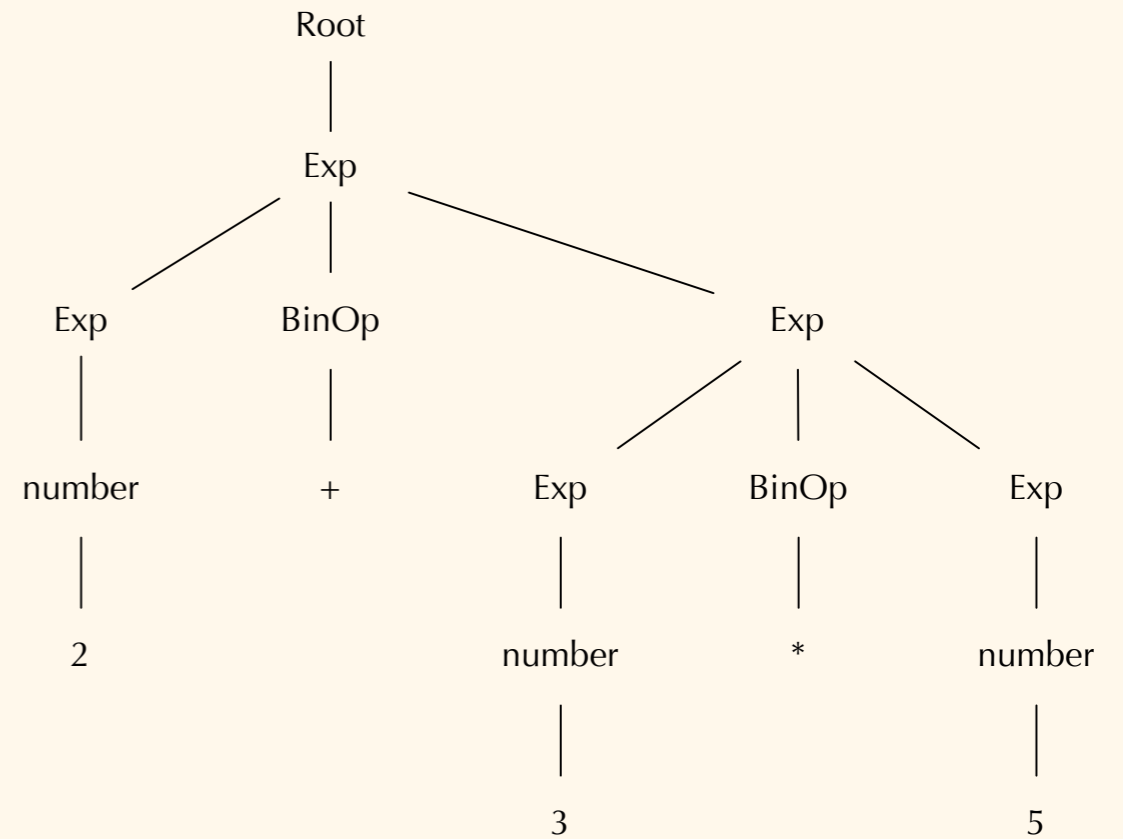 Root
Exp
Exp BinOp Exp
number + Exp BinOp Exp
2 number * number
3 5